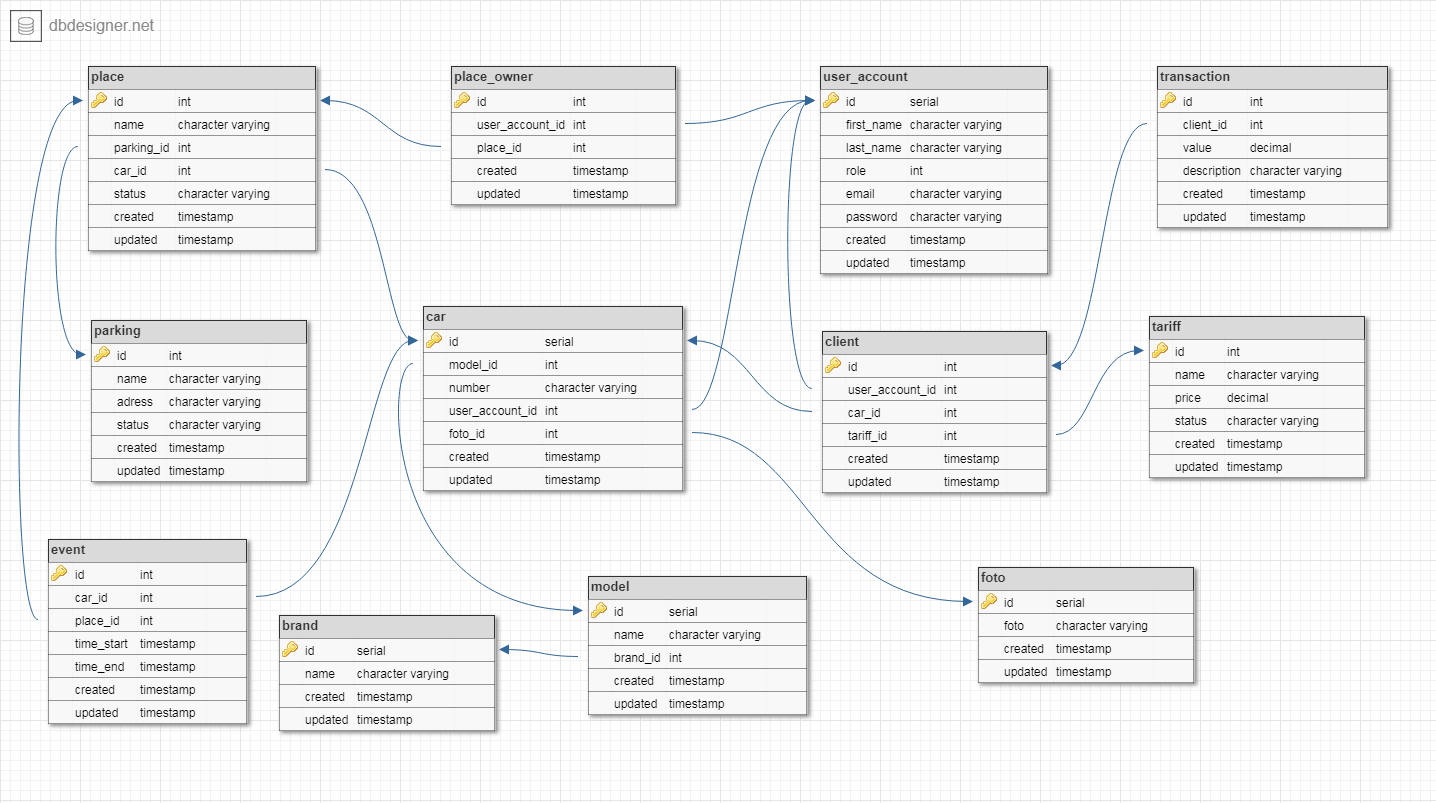 dbdesigner.net
place
id int
name character varying
parking_id int
car_id int
status character varying
created timestamp
updated timestamp
place_owner
id int
user_account_id int
place_id int
created timestamp
updated timestamp
user_account
id serial
first_name character varying
last_name character varying
role int
email character varying
password character varying
created timestamp
updated timestamp
transaction
id int
client_id int
value decimal
description character varying
created timestamp
updated timestamp
parking
id int
name character varying
adress character varying
status character varying
created timestamp
updated timestamp
car
id serial
model_id int
number character varying
user_account_id int
foto_id int
created timestamp
updated timestamp
client
id int
user_account_id int
car_id int
tariff_id int
created timestamp
updated timestamp
tariff
id int
name character varying
price decimal
status character varying
created timestamp
updated timestamp
event
id int
car_id int
place_id int
time_start timestamp
time_end timestamp
created timestamp
updated timestamp
brand
id serial
name character varying
created timestamp
updated timestamp
model
id serial
name character varying
brand_id int
created timestamp
updated timestamp
foto
id serial
foto character varying
created timestamp
updated timestamp